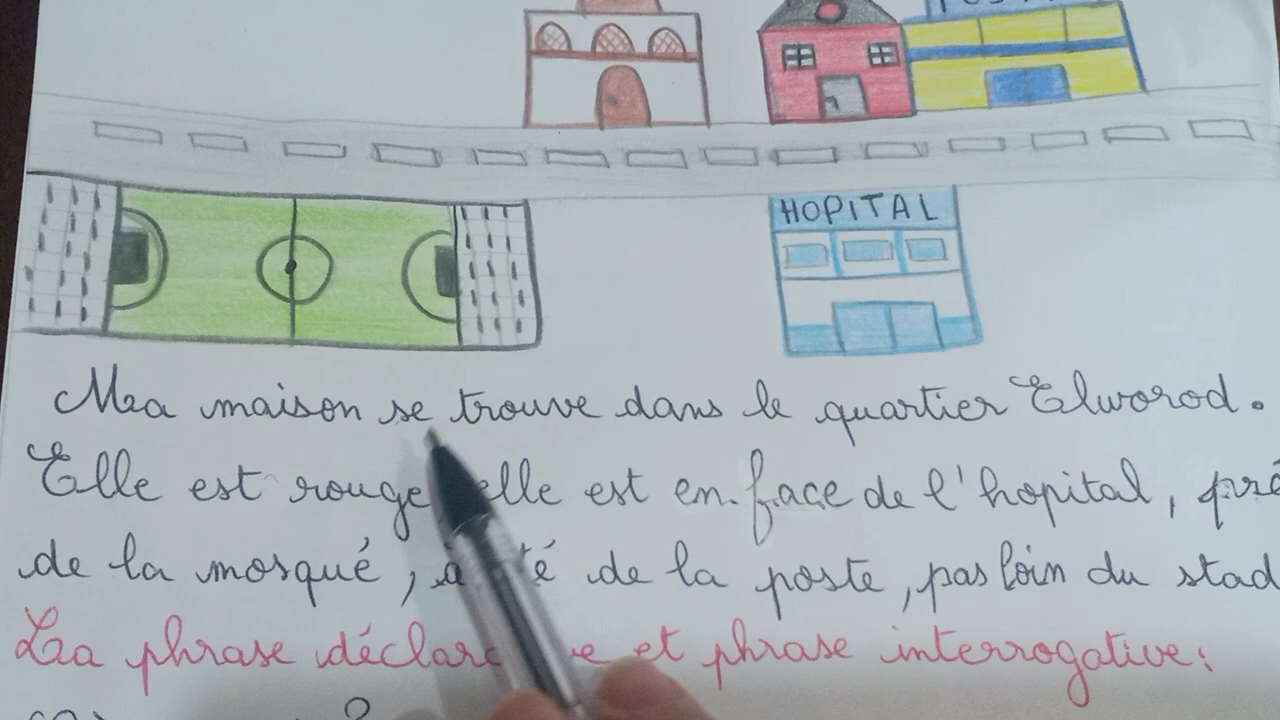 HOPITAL
Ma maison se trouve dans le quartier Elworod.
Elle est rouge elle est en face de l'hopital,
de la mosqué, à de la poste, pas loin du stad
La phrase et phrase interrogative:
?